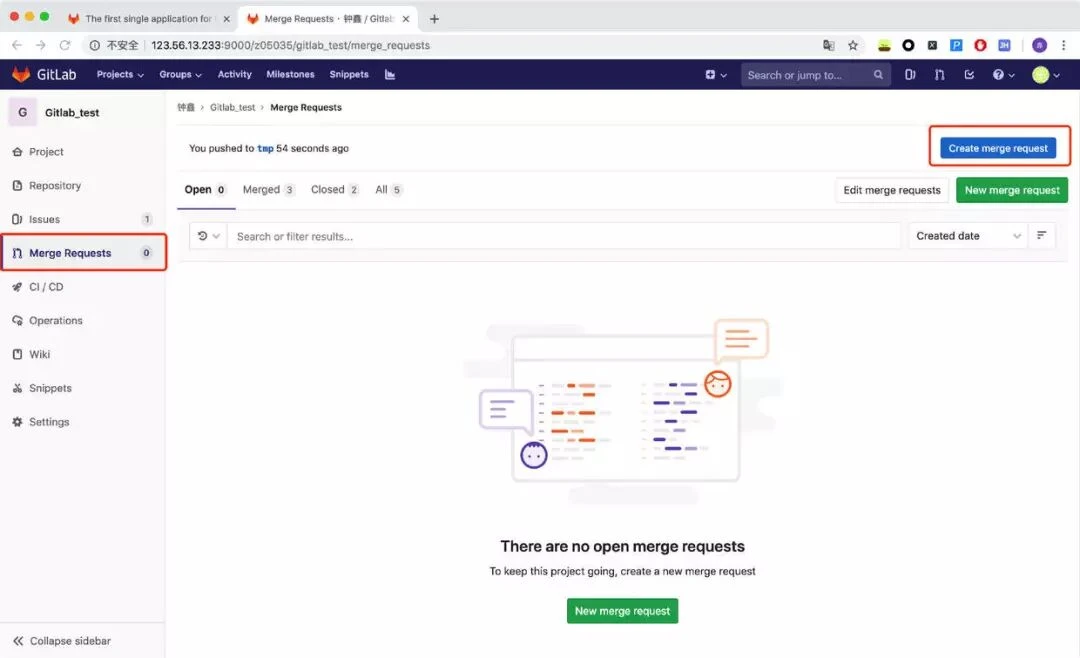 The first single application for
Merge Requests · 钟鑫 / Gitlab
不安全 123.56.13.233:9000/z05035/gitlab_test/merge_requests
GitLab Projects Groups Activity Milestones Snippets Search or jump to...
G Gitlab_test
钟鑫 > Gitlab_test > Merge Requests
Project
Repository
Issues 1
Merge Requests 0
CI / CD
Operations
Wiki
Snippets
Settings
Collapse sidebar
You pushed to tmp 54 seconds ago
Create merge request
Open 0 Merged 3 Closed 2 All 5
Edit merge requests New merge request
Search or filter results... Created date
There are no open merge requests
To keep this project going, create a new merge request
New merge request